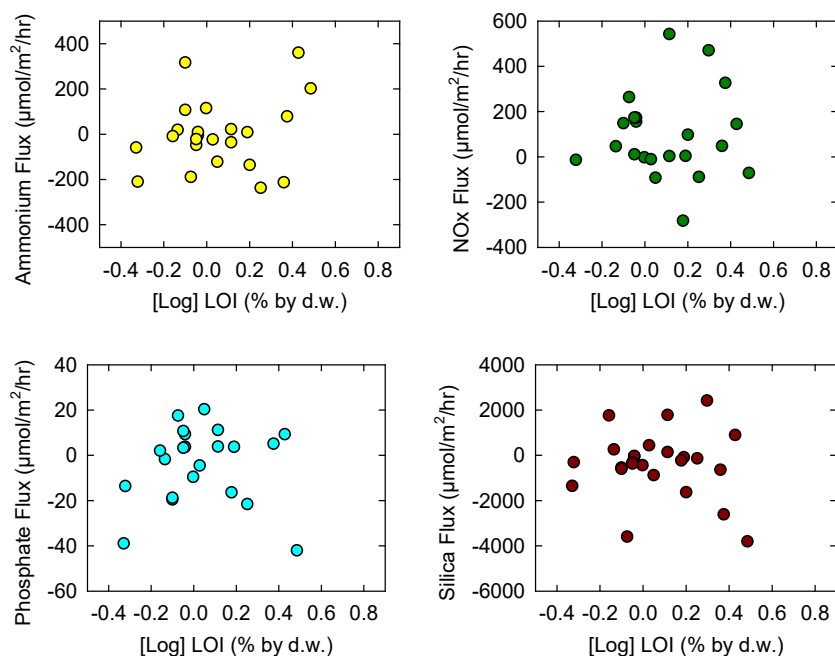 Ammonium Flux (µmol/m²/hr)
400
200
0
-200
-400
-0.4 -0.2 0.0 0.2 0.4 0.6 0.8
[Log] LOI (% by d.w.)
NOx Flux (µmol/m²/hr)
600
400
200
0
-200
-400
-0.4 -0.2 0.0 0.2 0.4 0.6 0.8
[Log] LOI (% by d.w.)
Phosphate Flux (µmol/m²/hr)
40
20
0
-20
-40
-60
-0.4 -0.2 0.0 0.2 0.4 0.6 0.8
[Log] LOI (% by d.w.)
Silica Flux (µmol/m²/hr)
4000
2000
0
-2000
-4000
-6000
-0.4 -0.2 0.0 0.2 0.4 0.6 0.8
[Log] LOI (% by d.w.)